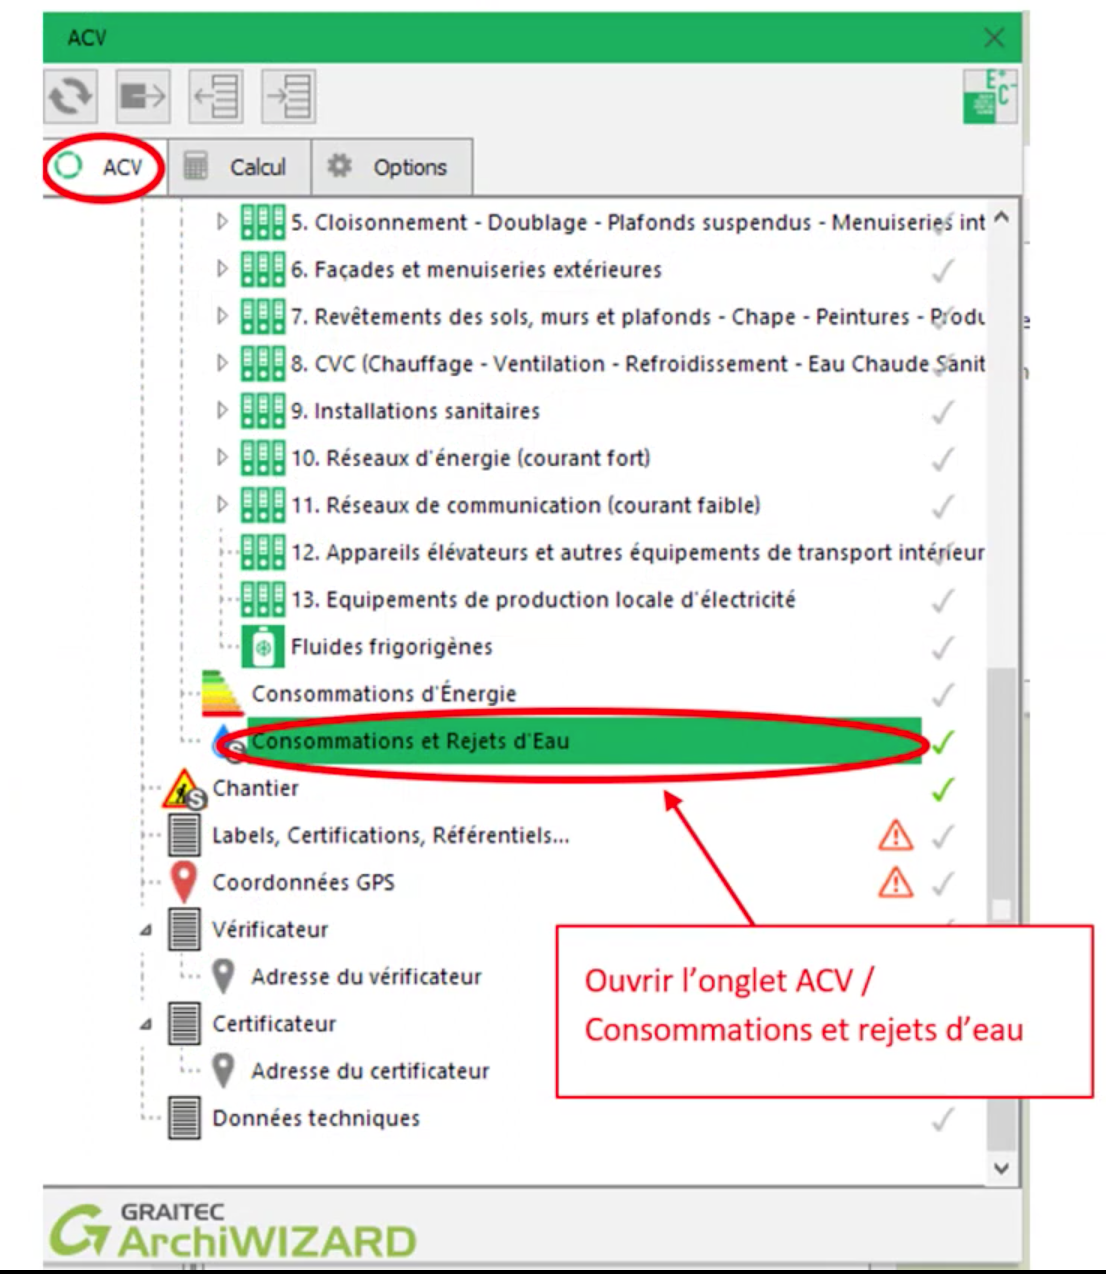 ACV
E+
C-
ACV
Calcul
Options
5. Cloisonnement - Doublage - Plafonds suspendus - Menuiseries int
6. Façades et menuiseries extérieures
7. Revêtements des sols, murs et plafonds - Chape - Peintures - Produ
8. CVC (Chauffage - Ventilation - Refroidissement - Eau Chaude Sanit
9. Installations sanitaires
10. Réseaux d'énergie (courant fort)
11. Réseaux de communication (courant faible)
12. Appareils élévateurs et autres équipements de transport intérieur
13. Equipements de production locale d'électricité
Fluides frigorigènes
Consommations d'Énergie
Consommations et Rejets d'Eau
Chantier
Labels, Certifications, Référentiels...
Coordonnées GPS
Vérificateur
Adresse du vérificateur
Certificateur
Adresse du certificateur
Données techniques
Ouvrir l'onglet ACV /
Consommations et rejets d'eau
GRAITEC
ArchiWIZARD